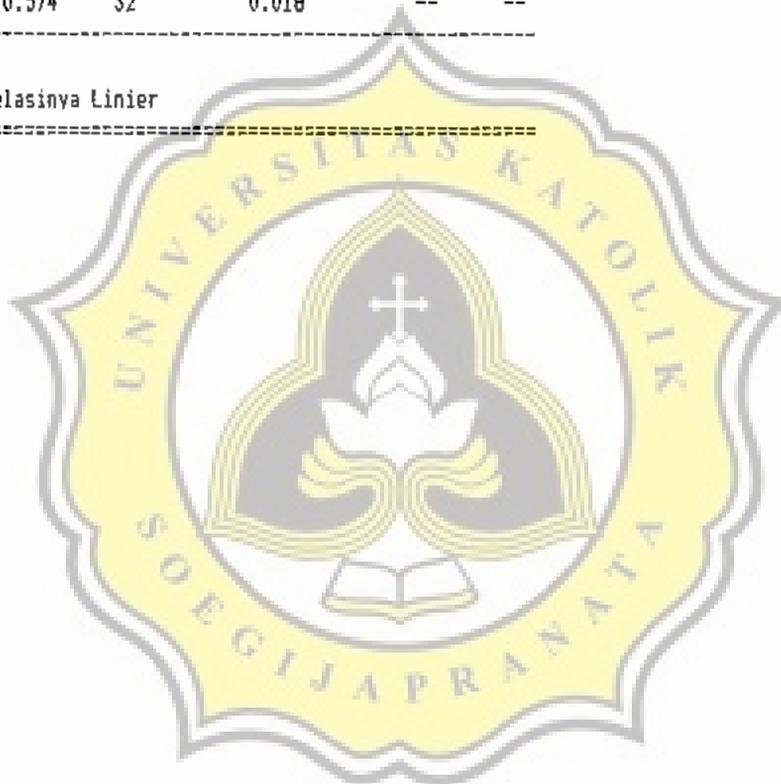 0.574 32 0.018 -- --
-----------------------------------------
elasinya Linier
=========================================
UNIVERSITAS KATOLIK
SOEGIJAPRANATA